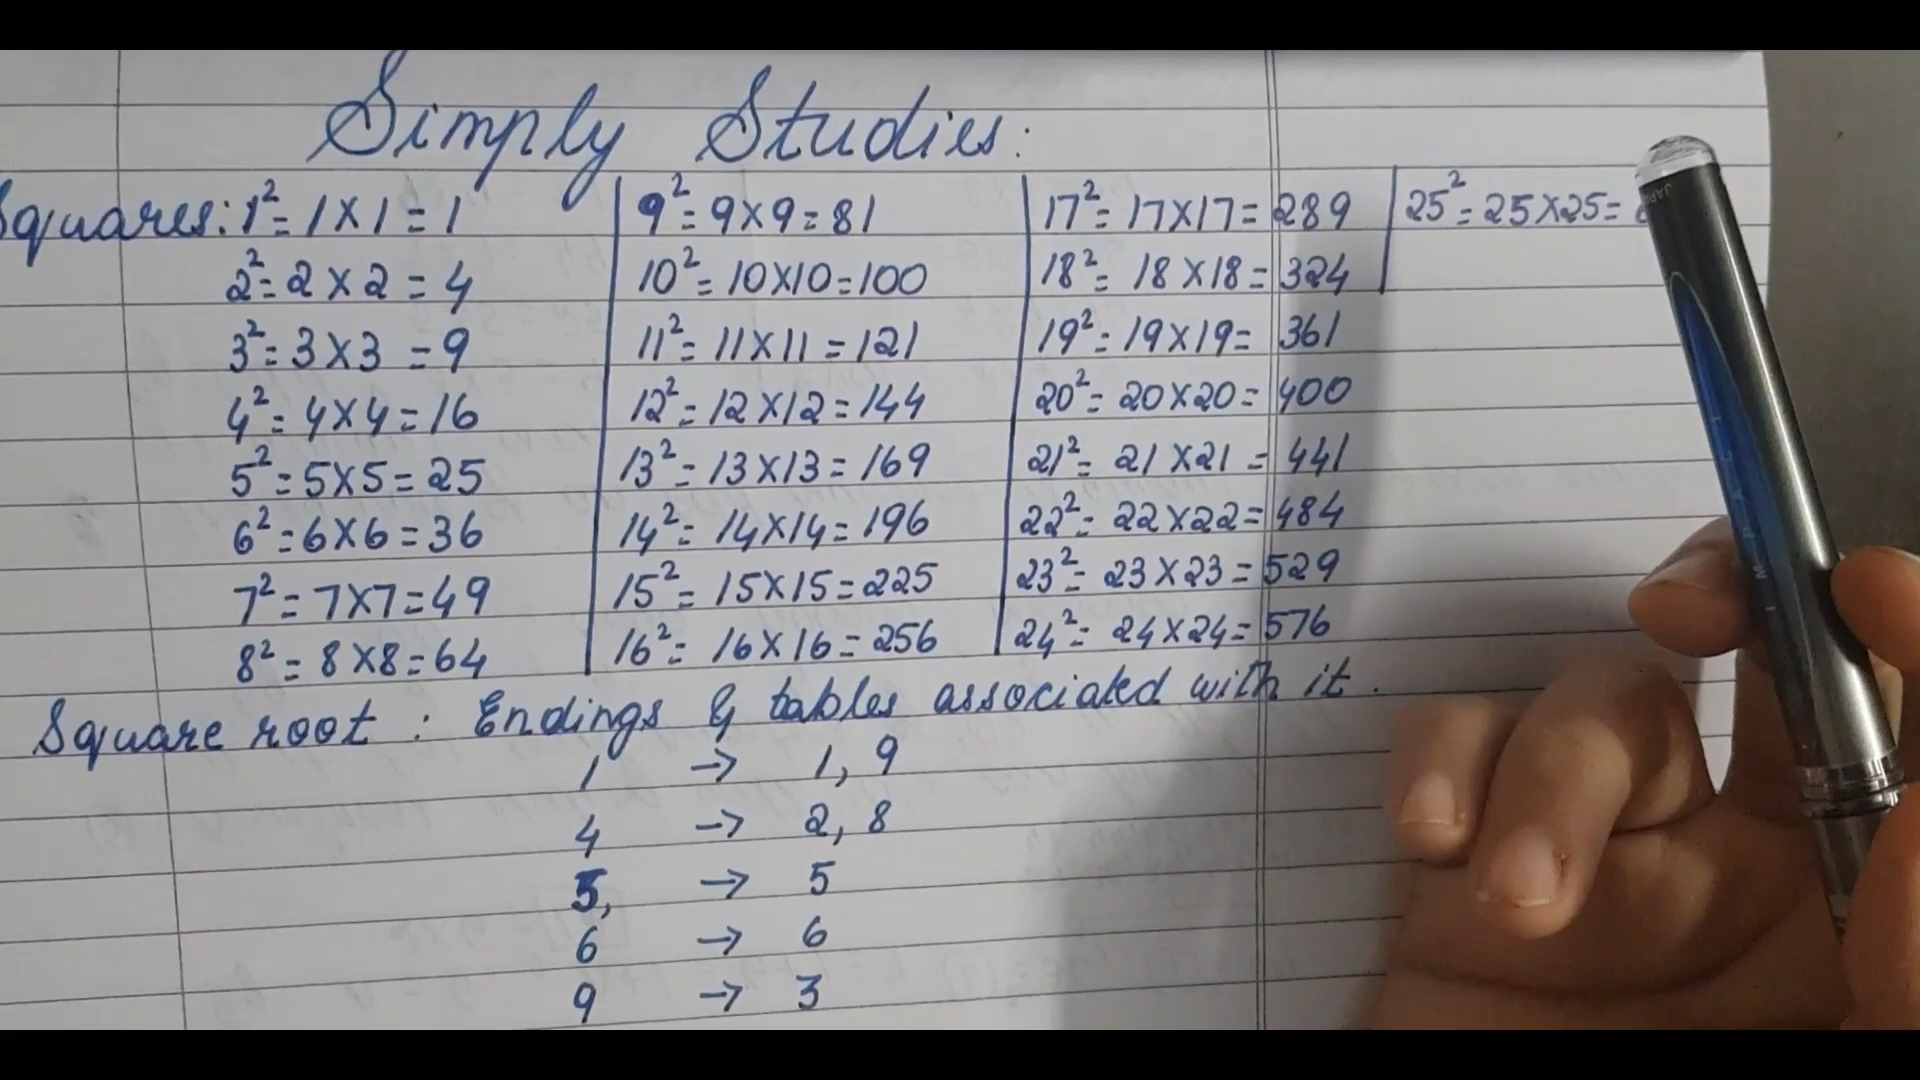 Simply Studies:
Squares: 1² = 1 × 1 = 1
2² = 2 × 2 = 4
3² = 3 × 3 = 9
4² = 4 × 4 = 16
5² = 5 × 5 = 25
6² = 6 × 6 = 36
7² = 7 × 7 = 49
8² = 8 × 8 = 64
9² = 9 × 9 = 81
10² = 10 × 10 = 100
11² = 11 × 11 = 121
12² = 12 × 12 = 144
13² = 13 × 13 = 169
14² = 14 × 14 = 196
15² = 15 × 15 = 225
16² = 16 × 16 = 256
17² = 17 × 17 = 289
18² = 18 × 18 = 324
19² = 19 × 19 = 361
20² = 20 × 20 = 400
21² = 21 × 21 = 441
22² = 22 × 22 = 484
23² = 23 × 23 = 529
24² = 24 × 24 = 576
25² = 25 × 25 =
Square root : Endings & tables associated with it.
1 → 1, 9
4 → 2, 8
5, → 5
6 → 6
9 → 3